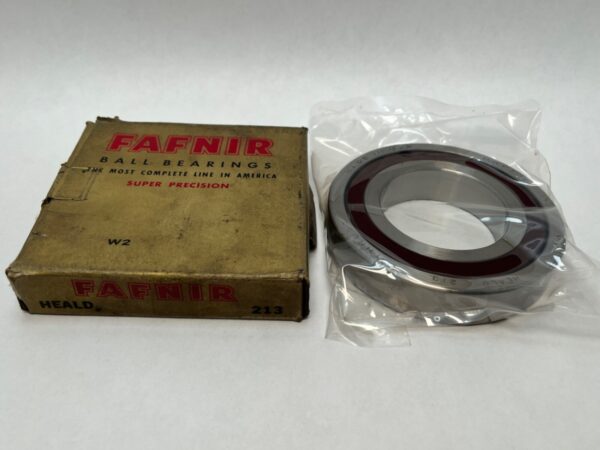 FAFNIR
BALL BEARINGS
THE MOST COMPLETE LINE IN AMERICA
SUPER PRECISION
W2
FAFNIR
HEALD
213